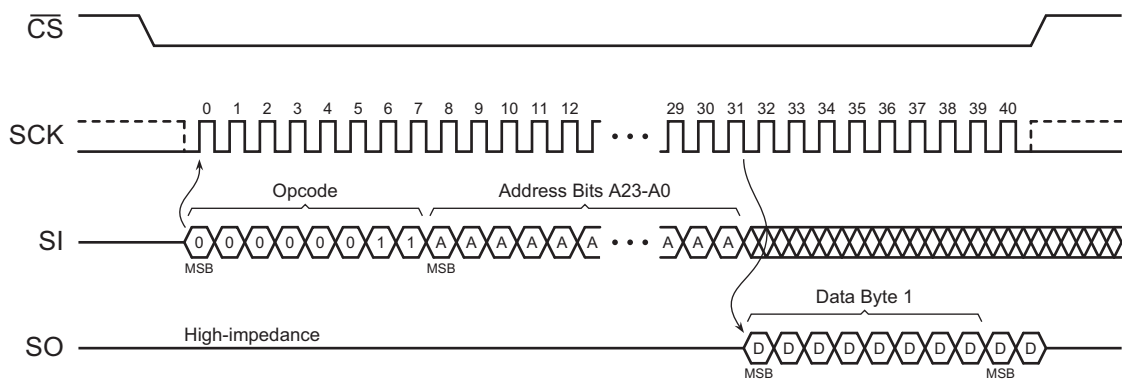 CS
0 1 2 3 4 5 6 7 8 9 10 11 12 29 30 31 32 33 34 35 36 37 38 39 40
SCK
Opcode Address Bits A23-A0
SI 0 0 0 0 0 0 1 1 A A A A A A A A A
MSB MSB
Data Byte 1
High-impedance
SO D D D D D D D D D D
MSB MSB